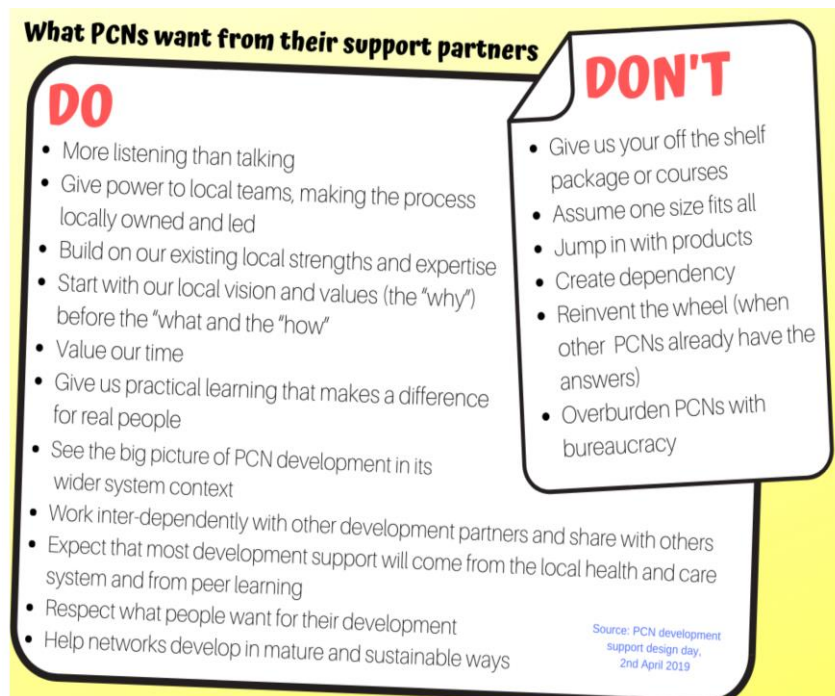 What PCNs want from their support partners
DO
• More listening than talking
• Give power to local teams, making the process
locally owned and led
• Build on our existing local strengths and expertise
• Start with our local vision and values (the "why")
before the "what and the "how"
• Value our time
• Give us practical learning that makes a difference
for real people
• See the big picture of PCN development in its
wider system context
• Work inter-dependently with other development partners and share with others
• Expect that most development support will come from the local health and care
system and from peer learning
• Respect what people want for their development
• Help networks develop in mature and sustainable ways
DON'T
• Give us your off the shelf
package or courses
• Assume one size fits all
• Jump in with products
• Create dependency
• Reinvent the wheel (when
other PCNs already have the
answers)
• Overburden PCNs with
bureaucracy
Source: PCN development
support design day,
2nd April 2019